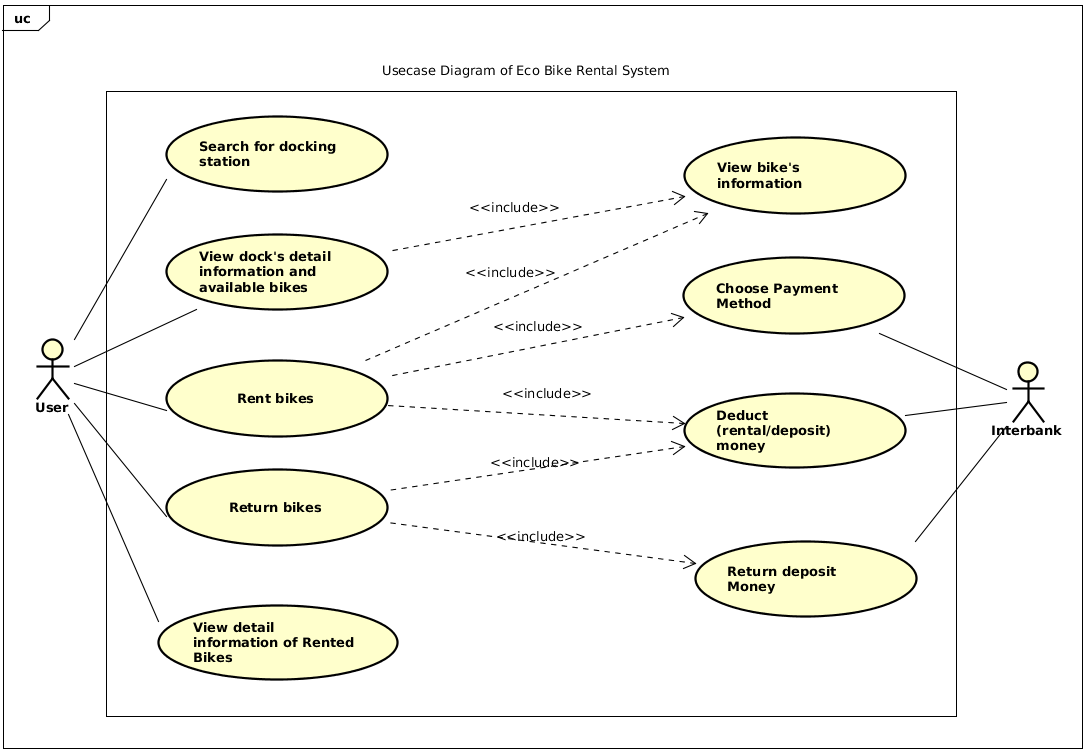 uc
Usecase Diagram of Eco Bike Rental System
Search for docking
station
View bike's
information
<<include>>
View dock's detail
information and
available bikes
<<include>>
Choose Payment
Method
<<include>>
Rent bikes
<<include>>
User
Deduct
(rental/deposit)
money
Interbank
<<include>>
Return bikes
<<include>>
Return deposit
Money
View detail
information of Rented
Bikes